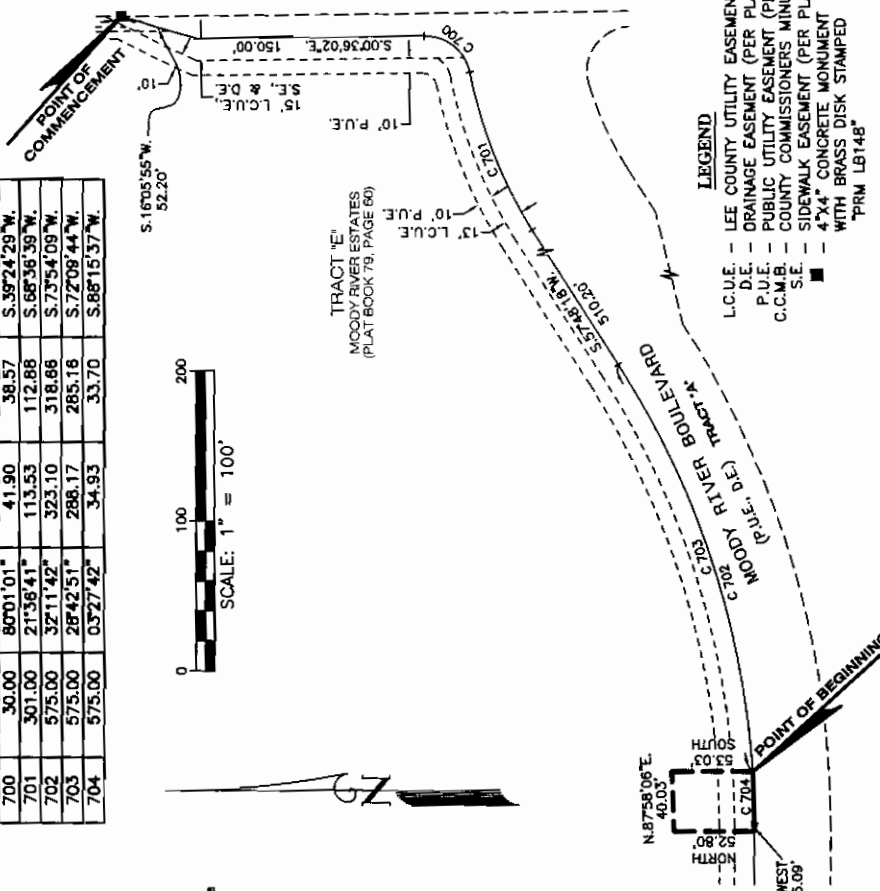 700 30.00 80°01'01" 41.90 38.57 S.39°24'29"W.
701 301.00 21°36'41" 113.53 112.88 S.68°36'39"W.
702 575.00 32°11'42" 323.10 318.86 S.73°54'09"W.
703 575.00 28°42'51" 288.17 285.16 S.72°09'44"W.
704 575.00 03°27'42" 34.93 33.70 S.88°15'37"W.
POINT OF
COMMENCEMENT
S.16°05'55"W.
52.20'
10'
150.00'
S.00°36'02"E.
15' L.C.U.E.,
S.E., & D.E.
10' P.U.E.
C 700
C 701
10' P.U.E.
13' L.C.U.E.
TRACT "E"
MOODY RIVER ESTATES
(PLAT BOOK 79, PAGE 60)
S.57°48'18"W.
510.20'
0 100 200
SCALE: 1" = 100'
MOODY RIVER BOULEVARD
TRACT "A"
(P.U.E., D.E.)
C 703
C 702
POINT OF BEGINNING
N.87°58'06"E.
40.03'
SOUTH
53.03'
C 704
NORTH
52.80'
WEST
N
LEGEND
L.C.U.E. - LEE COUNTY UTILITY EASEMEN
D.E. - DRAINAGE EASEMENT (PER PL
P.U.E. - PUBLIC UTILITY EASEMENT (P
C.C.M.B. - COUNTY COMMISSIONERS MINU
S.E. - SIDEWALK EASEMENT (PER PL
■ - 4"X4" CONCRETE MONUMENT
WITH BRASS DISK STAMPED
"PRM LB148"